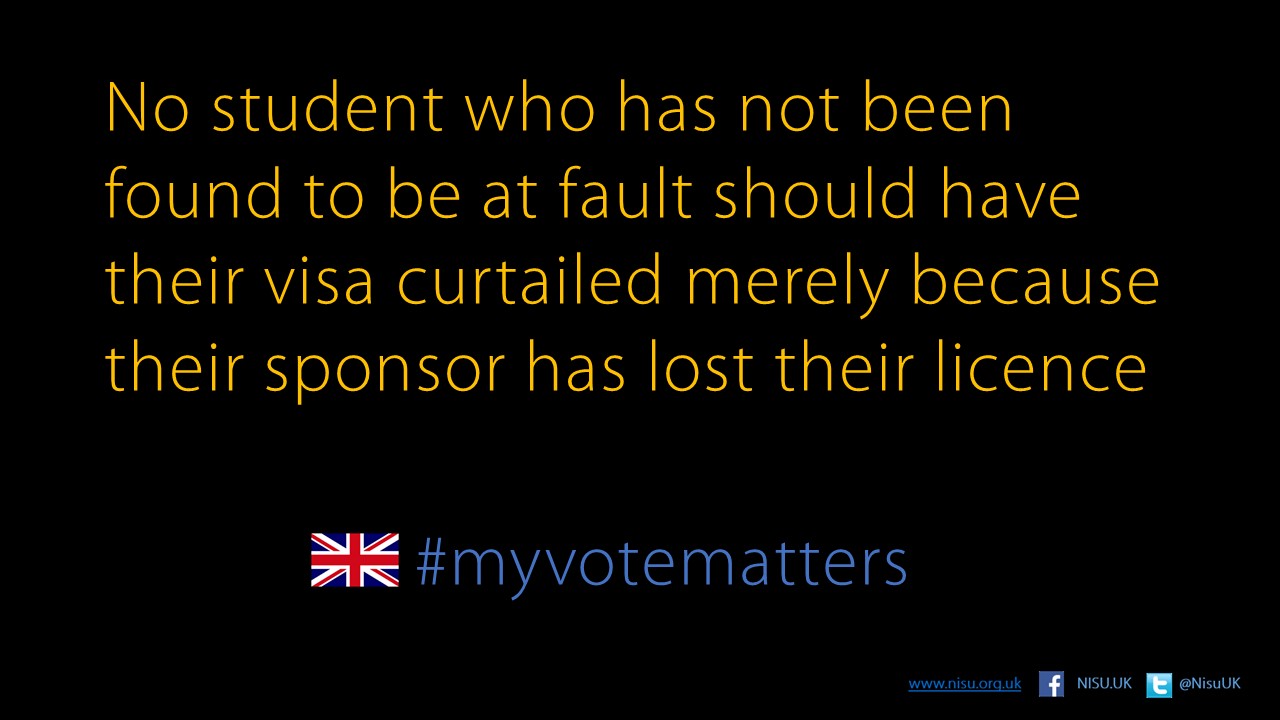 No student who has not been
found to be at fault should have
their visa curtailed merely because
their sponsor has lost their licence
#myvotematters
www.nisu.org.uk NISU.UK @NisuUK